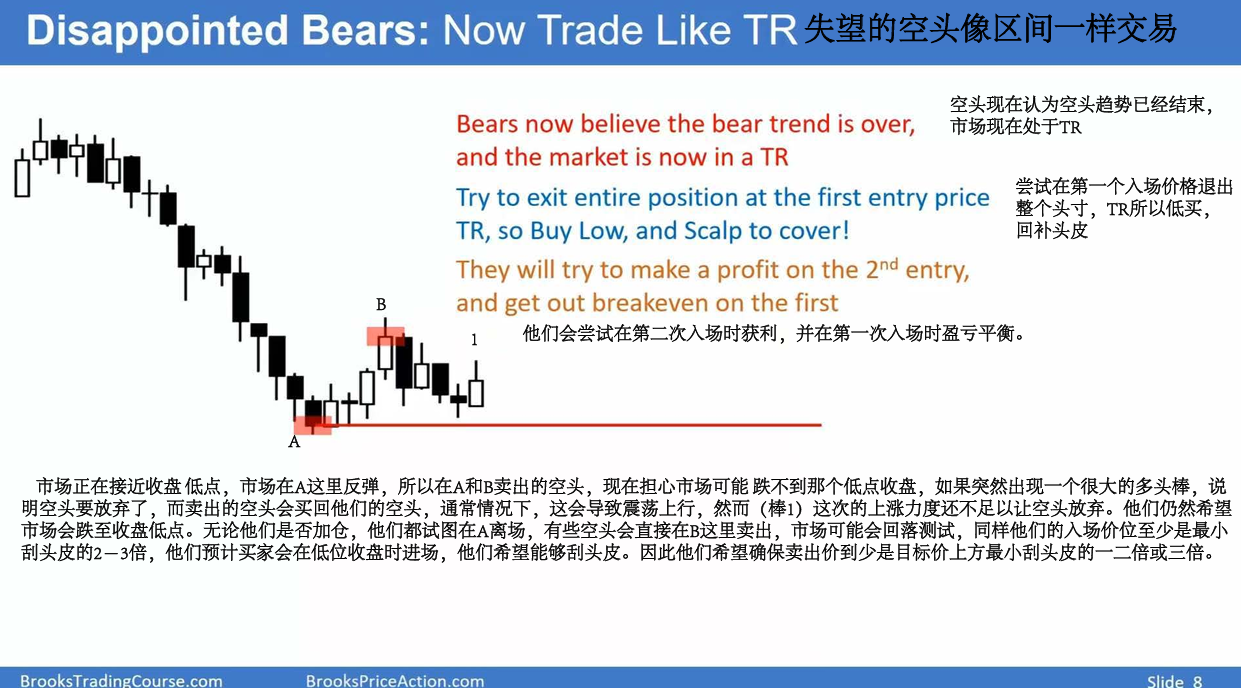 Disappointed Bears: Now Trade Like TR 失望的空头像区间一样交易
Bears now believe the bear trend is over,
and the market is now in a TR
空头现在认为空头趋势已经结束，
市场现在处于TR
Try to exit entire position at the first entry price
TR, so Buy Low, and Scalp to cover!
尝试在第一个入场价格退出
整个头寸，TR所以低买，
回补头皮
They will try to make a profit on the 2nd entry,
and get out breakeven on the first
他们会尝试在第二次入场时获利，并在第一次入场时盈亏平衡。
B
1
A
市场正在接近收盘 低点，市场在A这里反弹，所以在A和B卖出的空头，现在担心市场可能 跌不到那个低点收盘，如果突然出现一个很大的多头棒，说
明空头要放弃了，而卖出的空头会买回他们的空头，通常情况下，这会导致震荡上行，然而（棒1）这次的上涨力度还不足以让空头放弃。他们仍然希望
市场会跌至收盘低点。无论他们是否加仓，他们都试图在A离场，有些空头会直接在B这里卖出，市场可能会回落测试，同样他们的入场价位至少是最小
刮头皮的2－3倍，他们预计买家会在低位收盘时进场，他们希望能够刮头皮。因此他们希望确保卖出价到少是目标价上方最小刮头皮的一二倍或三倍。
BrooksTradingCourse.com
BrooksPriceAction.com
Slide 8